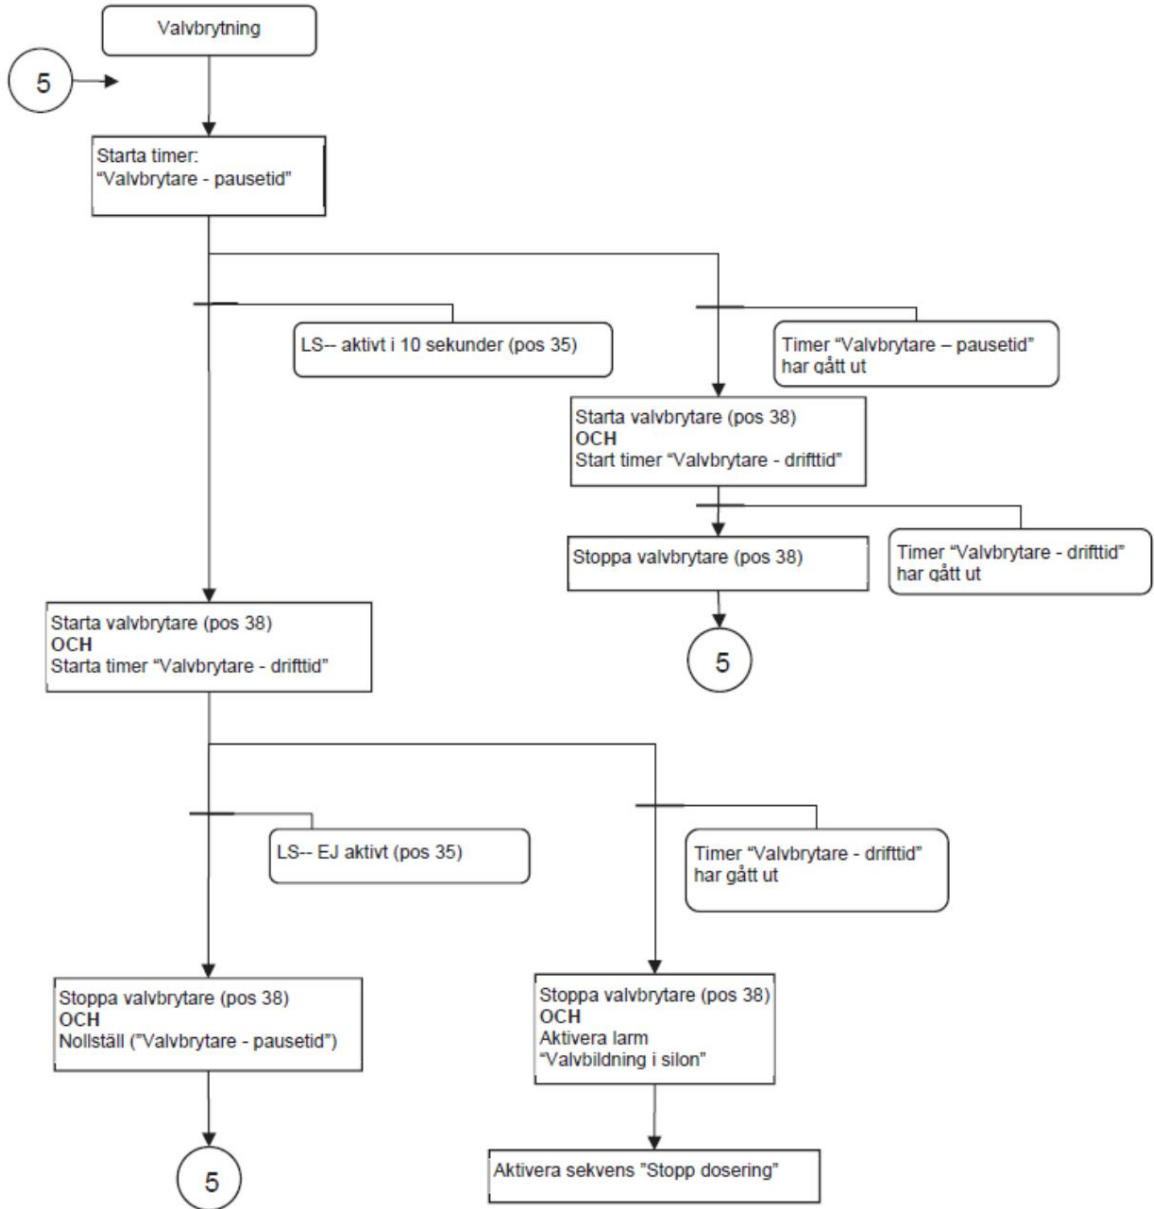 Valvbrytning
5
Starta timer:
“Valvbrytare - pausetid”
LS-- aktivt i 10 sekunder (pos 35)
Timer “Valvbrytare – pausetid”
har gått ut
Starta valvbrytare (pos 38)
OCH
Start timer “Valvbrytare - drifttid”
Stoppa valvbrytare (pos 38)
Timer “Valvbrytare - drifttid”
har gått ut
5
Starta valvbrytare (pos 38)
OCH
Starta timer “Valvbrytare - drifttid”
LS-- EJ aktivt (pos 35)
Timer “Valvbrytare - drifttid”
har gått ut
Stoppa valvbrytare (pos 38)
OCH
Nollställ (”Valvbrytare - pausetid”)
Stoppa valvbrytare (pos 38)
OCH
Aktivera larm
“Valvbildning i silon”
5
Aktivera sekvens ”Stopp dosering”